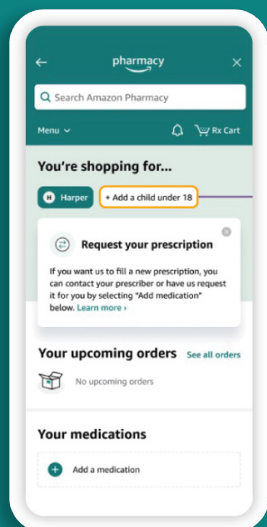 pharmacy
Search Amazon Pharmacy
Menu
Rx Cart
You're shopping for...
H Harper + Add a child under 18
Request your prescription
If you want us to fill a new prescription, you
can contact your prescriber or have us request
it for you by selecting "Add medication"
below. Learn more ›
Your upcoming orders See all orders
No upcoming orders
Your medications
Add a medication